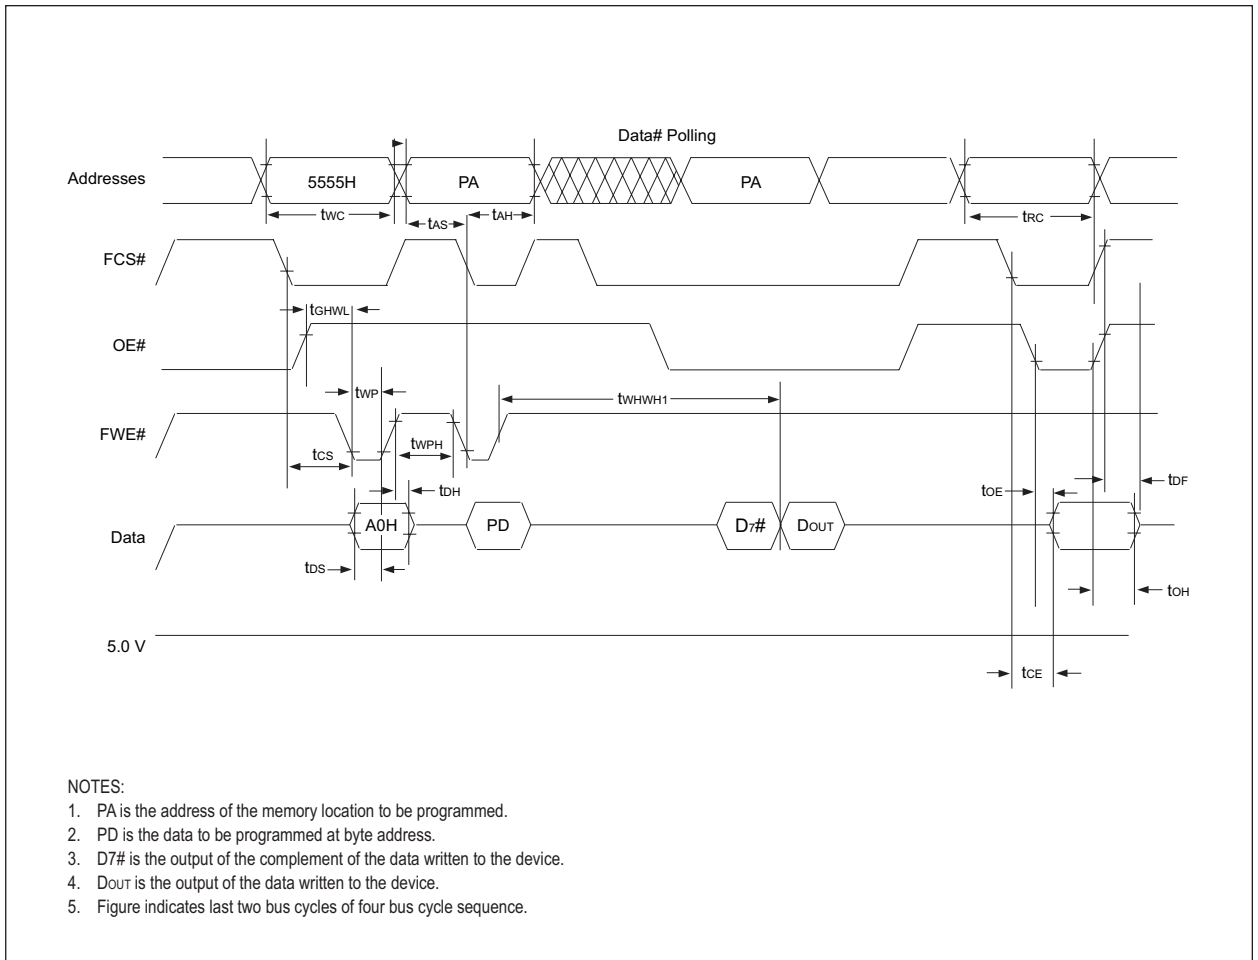 Data# Polling
Addresses
5555H
PA
PA
tWC
tAS
tAH
tRC
FCS#
tGHWL
OE#
tWP
tWHWH1
FWE#
tWPH
tCS
tDH
tOE
tDF
Data
A0H
PD
D7#
DOUT
tDS
tOH
5.0 V
tCE
NOTES:
1. PA is the address of the memory location to be programmed.
2. PD is the data to be programmed at byte address.
3. D7# is the output of the complement of the data written to the device.
4. DOUT is the output of the data written to the device.
5. Figure indicates last two bus cycles of four bus cycle sequence.